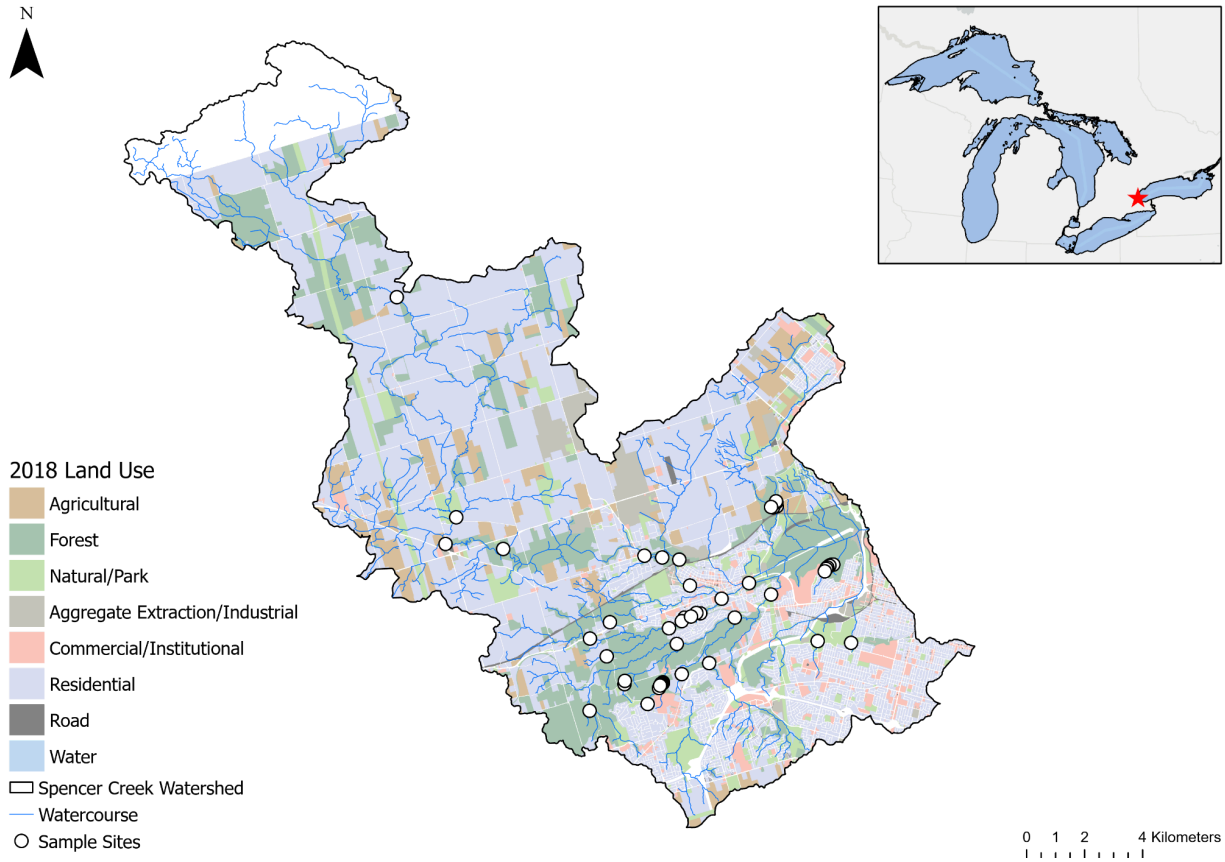 N
2018 Land Use
Agricultural
Forest
Natural/Park
Aggregate Extraction/Industrial
Commercial/Institutional
Residential
Road
Water
Spencer Creek Watershed
Watercourse
Sample Sites
0 1 2 4 Kilometers